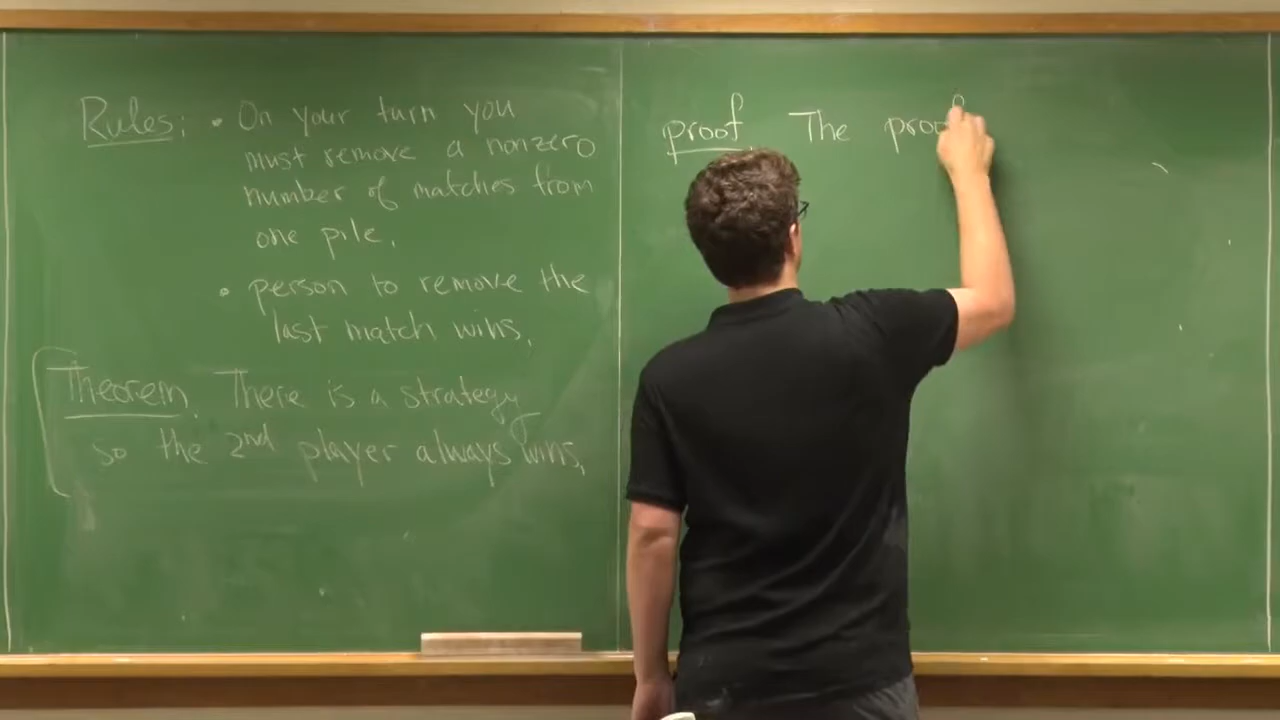 Rules: • On your turn you
must remove a nonzero
number of matches from
one pile.
• person to remove the
last match wins.
Theorem. There is a strategy
so the 2nd player always wins.
proof. The proof